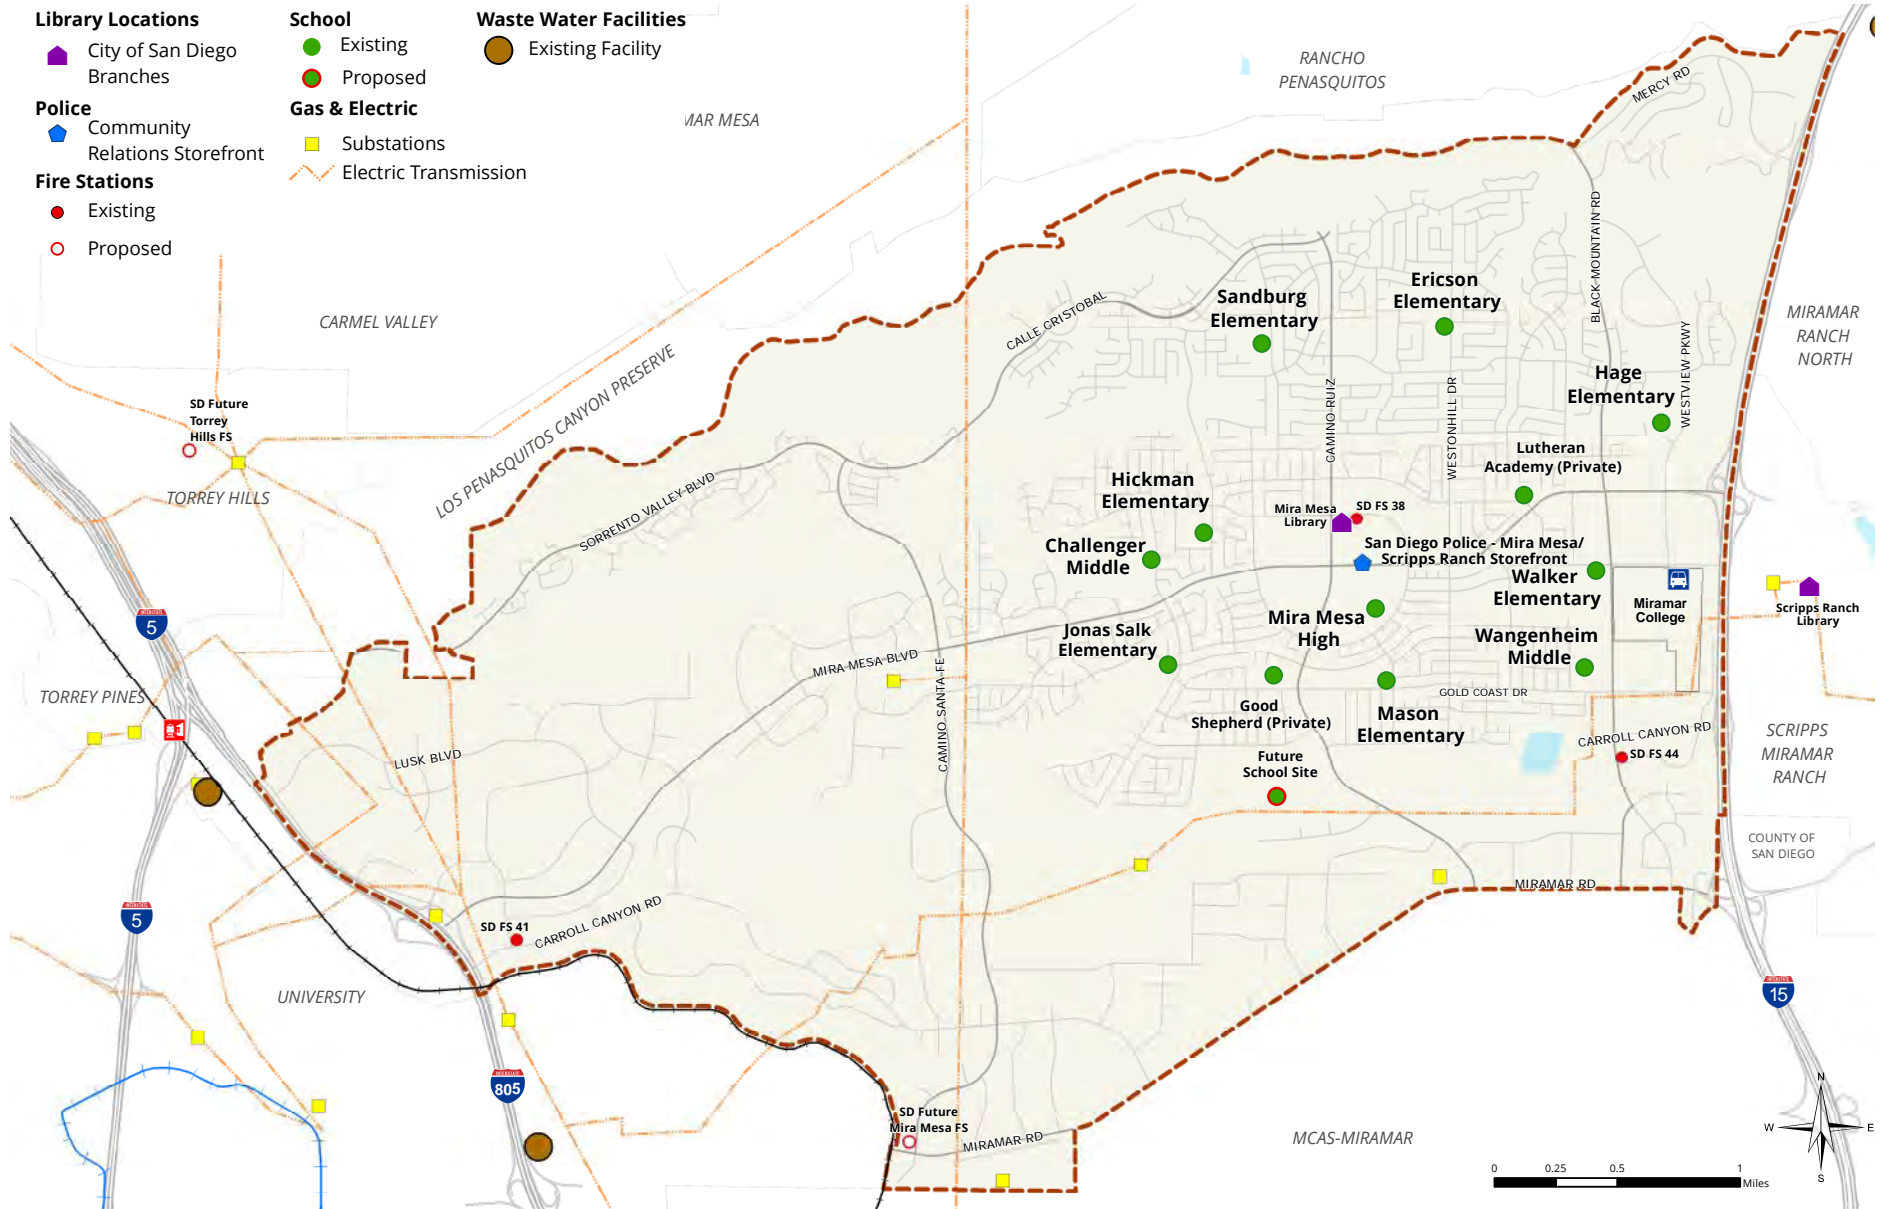 Library Locations
City of San Diego
Branches
Police
Community
Relations Storefront
Fire Stations
Existing
Proposed
School
Existing
Proposed
Gas & Electric
Substations
Electric Transmission
Waste Water Facilities
Existing Facility
RANCHO
PENASQUITOS
MAR MESA
MERCY RD
CARMEL VALLEY
LOS PENASQUITOS CANYON PRESERVE
CALLE CRISTOBAL
Sandburg
Elementary
Ericson
Elementary
BLACK MOUNTAIN RD
MIRAMAR
RANCH
NORTH
WESTVIEW PKWY
Hage
Elementary
CAMINO RUIZ
WESTONHILL DR
SD Future
Torrey
Hills FS
TORREY HILLS
SORRENTO VALLEY BLVD
Lutheran
Academy (Private)
Hickman
Elementary
Mira Mesa
Library
SD FS 38
San Diego Police - Mira Mesa/
Scripps Ranch Storefront
Challenger
Middle
Walker
Elementary
Miramar
College
Scripps Ranch
Library
INTERSTATE
5
Mira Mesa
High
Jonas Salk
Elementary
Wangenheim
Middle
MIRA MESA BLVD
CAMINO SANTA FE
TORREY PINES
GOLD COAST DR
Good
Shepherd (Private)
Mason
Elementary
CARROLL CANYON RD
SD FS 44
SCRIPPS
MIRAMAR
RANCH
LUSK BLVD
Future
School Site
COUNTY OF
SAN DIEGO
MIRAMAR RD
INTERSTATE
5
SD FS 41
CARROLL CANYON RD
UNIVERSITY
INTERSTATE
15
INTERSTATE
805
SD Future
Mira Mesa FS
MIRAMAR RD
MCAS-MIRAMAR
N
W
E
S
0
0.25
0.5
1
Miles